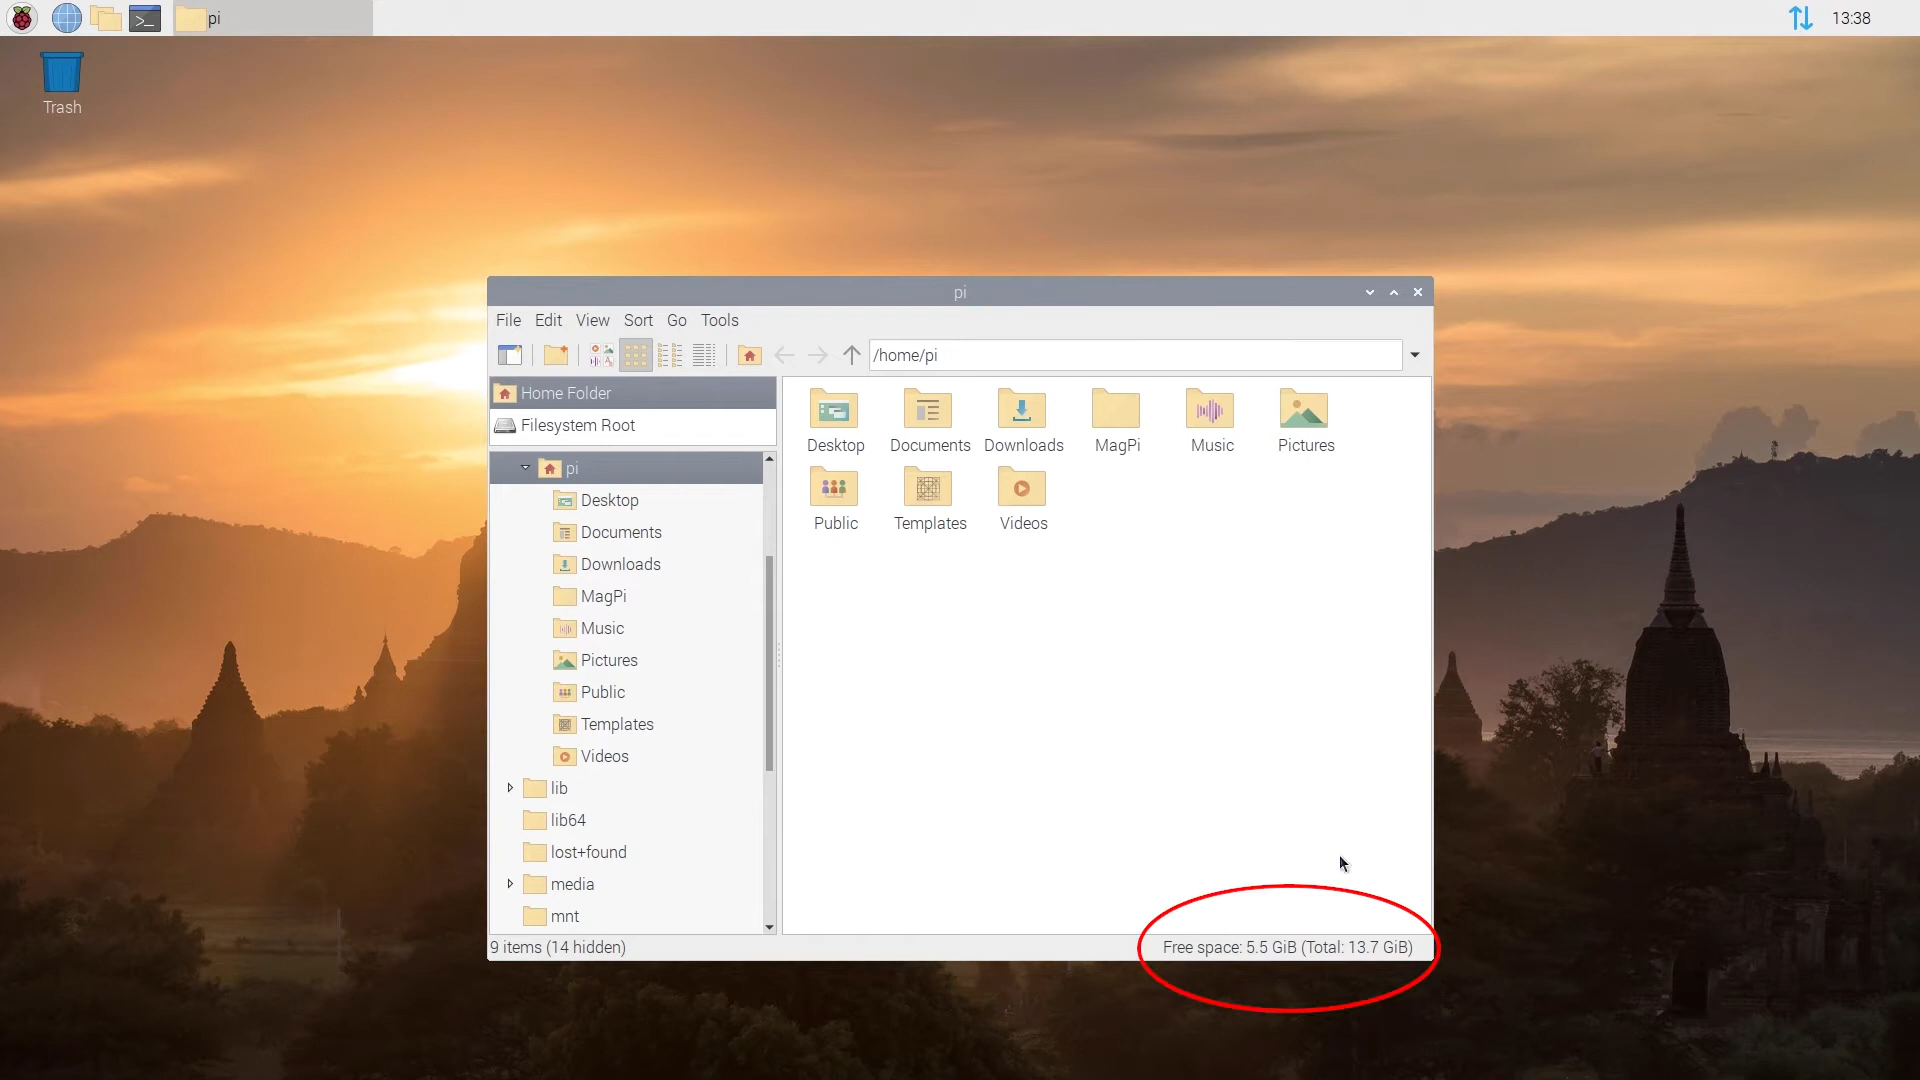 pi
13:38
Trash
pi
File Edit View Sort Go Tools
/home/pi
Home Folder
Filesystem Root
pi
Desktop
Documents
Downloads
MagPi
Music
Pictures
Public
Templates
Videos
lib
lib64
lost+found
media
mnt
Desktop Documents Downloads MagPi Music Pictures
Public Templates Videos
9 items (14 hidden)
Free space: 5.5 GiB (Total: 13.7 GiB)